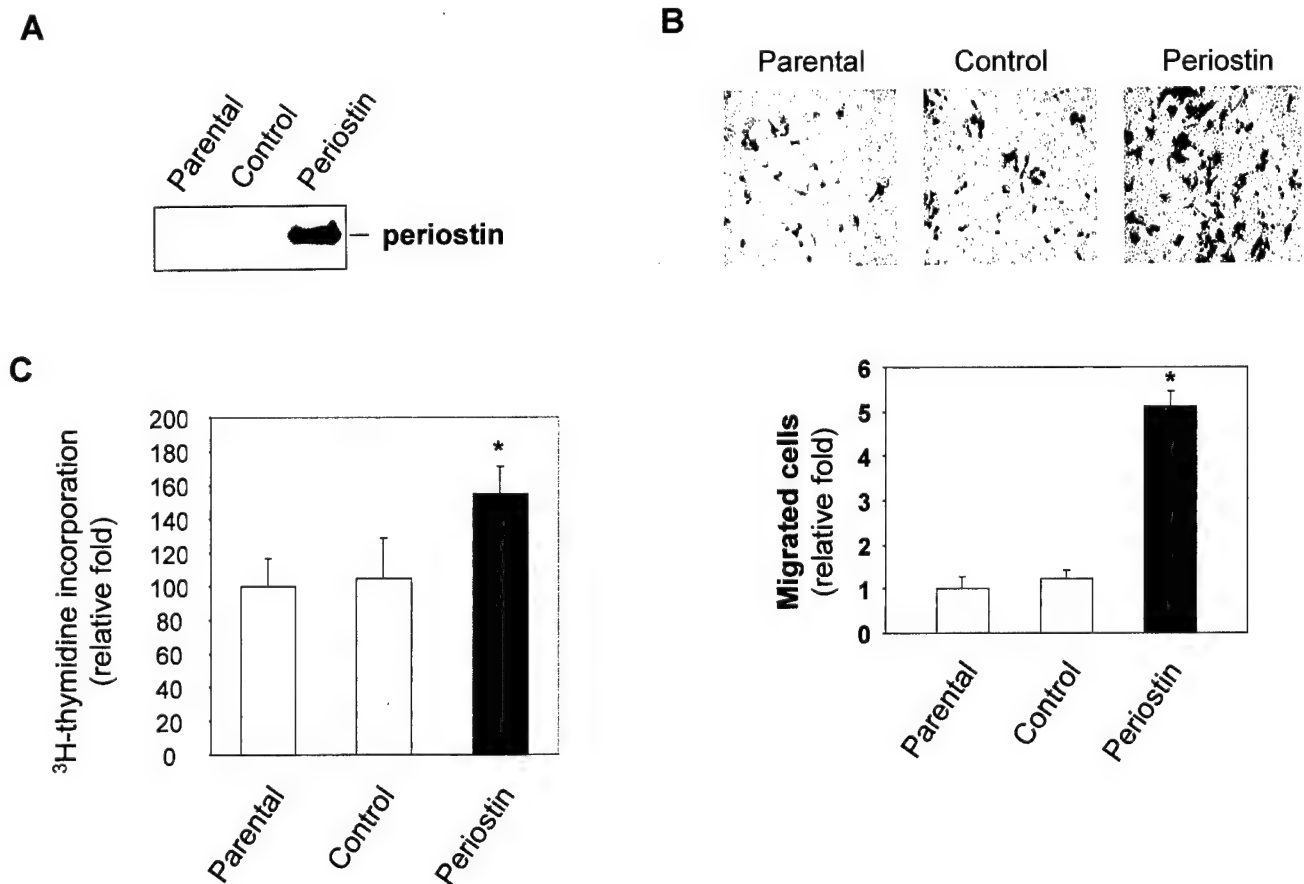 A
Parental
Control
Periostin
periostin
B
Parental Control Periostin
6
5
4
3
2
1
0
Migrated cells
(relative fold)
*
Parental
Control
Periostin
C
200
180
160
140
120
100
80
60
40
20
0
³H-thymidine incorporation
(relative fold)
*
Parental
Control
Periostin